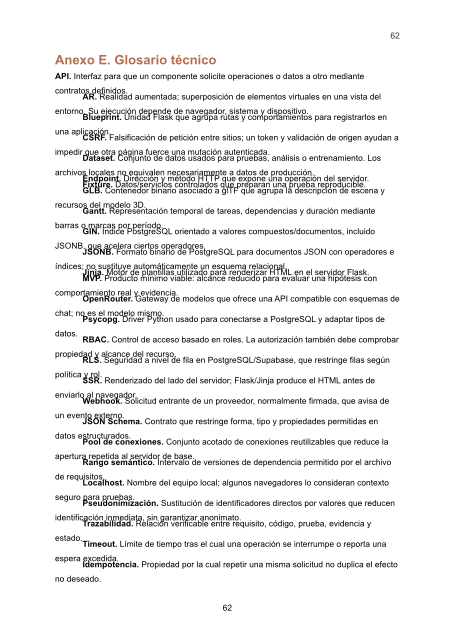 62
Anexo E. Glosario técnico
API. Interfaz para que un componente solicite operaciones o datos a otro mediante
contratos definidos.
AR. Realidad aumentada; superposición de elementos virtuales en una vista del
entorno. Su ejecución depende de navegador, sistema y dispositivo.
Blueprint. Unidad Flask que agrupa rutas y comportamientos para registrarlos en
una aplicación.
CSRF. Falsificación de petición entre sitios; un token y validación de origen ayudan a
impedir que otra página fuerce una mutación autenticada.
Dataset. Conjunto de datos usados para pruebas, análisis o entrenamiento. Los
archivos locales no equivalen necesariamente a datos de producción.
Endpoint. Dirección y método HTTP que expone una operación del servidor.
Fixture. Datos/servicios controlados que preparan una prueba reproducible.
GLB. Contenedor binario asociado a glTF que agrupa la descripción de escena y
recursos del modelo 3D.
Gantt. Representación temporal de tareas, dependencias y duración mediante
barras o marcas por período.
GIN. Índice PostgreSQL orientado a valores compuestos/documentos, incluido
JSONB, que acelera ciertos operadores.
JSONB. Formato binario de PostgreSQL para documentos JSON con operadores e
índices; no sustituye automáticamente un esquema relacional.
Jinja. Motor de plantillas utilizado para renderizar HTML en el servidor Flask.
MVP. Producto mínimo viable: alcance reducido para evaluar una hipótesis con
comportamiento real y evidencia.
OpenRouter. Gateway de modelos que ofrece una API compatible con esquemas de
chat; no es el modelo mismo.
Psycopg. Driver Python usado para conectarse a PostgreSQL y adaptar tipos de
datos.
RBAC. Control de acceso basado en roles. La autorización también debe comprobar
propiedad y alcance del recurso.
RLS. Seguridad a nivel de fila en PostgreSQL/Supabase, que restringe filas según
política y rol.
SSR. Renderizado del lado del servidor; Flask/Jinja produce el HTML antes de
enviarlo al navegador.
Webhook. Solicitud entrante de un proveedor, normalmente firmada, que avisa de
un evento externo.
JSON Schema. Contrato que restringe forma, tipo y propiedades permitidas en
datos estructurados.
Pool de conexiones. Conjunto acotado de conexiones reutilizables que reduce la
apertura repetida al servidor de base.
Rango semántico. Intervalo de versiones de dependencia permitido por el archivo
de requisitos.
Localhost. Nombre del equipo local; algunos navegadores lo consideran contexto
seguro para pruebas.
Pseudonimización. Sustitución de identificadores directos por valores que reducen
identificación inmediata, sin garantizar anonimato.
Trazabilidad. Relación verificable entre requisito, código, prueba, evidencia y
estado.
Timeout. Límite de tiempo tras el cual una operación se interrumpe o reporta una
espera excedida.
Idempotencia. Propiedad por la cual repetir una misma solicitud no duplica el efecto
no deseado.
62